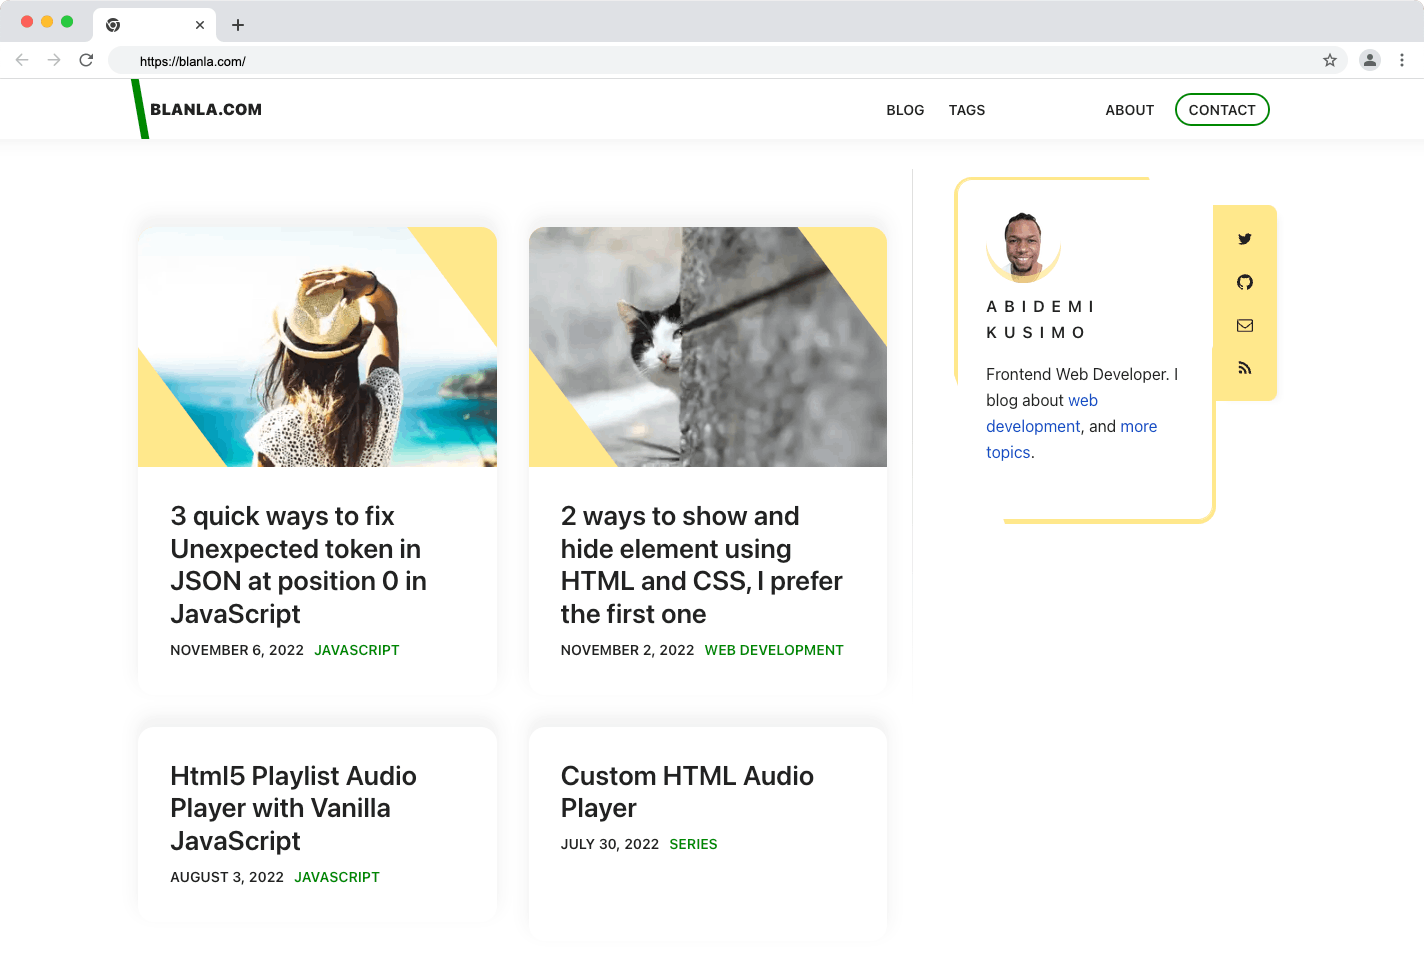 https://blanla.com/
BLANLA.COM
BLOG TAGS ABOUT CONTACT
3 quick ways to fix
Unexpected token in
JSON at position 0 in
JavaScript
NOVEMBER 6, 2022 JAVASCRIPT
2 ways to show and
hide element using
HTML and CSS, I prefer
the first one
NOVEMBER 2, 2022 WEB DEVELOPMENT
Html5 Playlist Audio
Player with Vanilla
JavaScript
AUGUST 3, 2022 JAVASCRIPT
Custom HTML Audio
Player
JULY 30, 2022 SERIES
ABIDEMI
KUSIMO
Frontend Web Developer. I
blog about web
development, and more
topics.